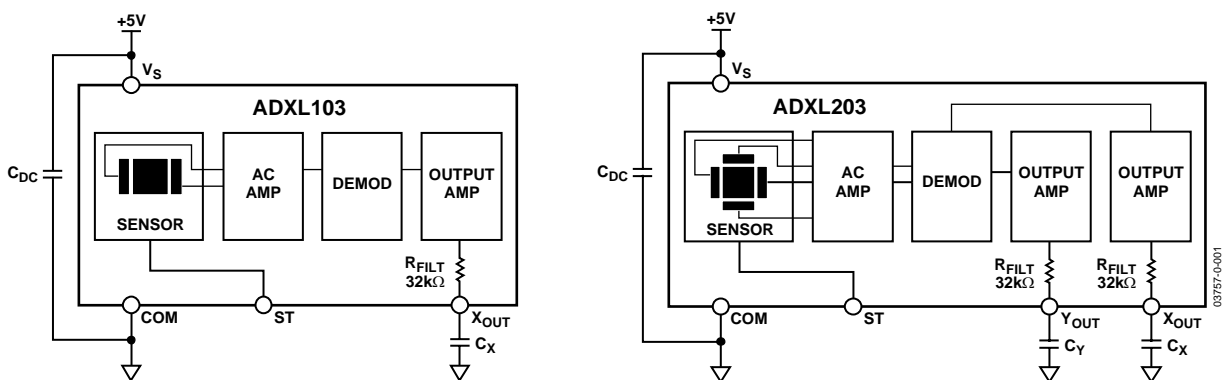 +5V
VS
ADXL103
CDC
SENSOR
AC
AMP
DEMOD
OUTPUT
AMP
RFILT
32kΩ
COM
ST
XOUT
CX
+5V
VS
ADXL203
CDC
SENSOR
AC
AMP
DEMOD
OUTPUT
AMP
OUTPUT
AMP
RFILT
32kΩ
RFILT
32kΩ
COM
ST
YOUT
XOUT
CY
CX
03757-0-001